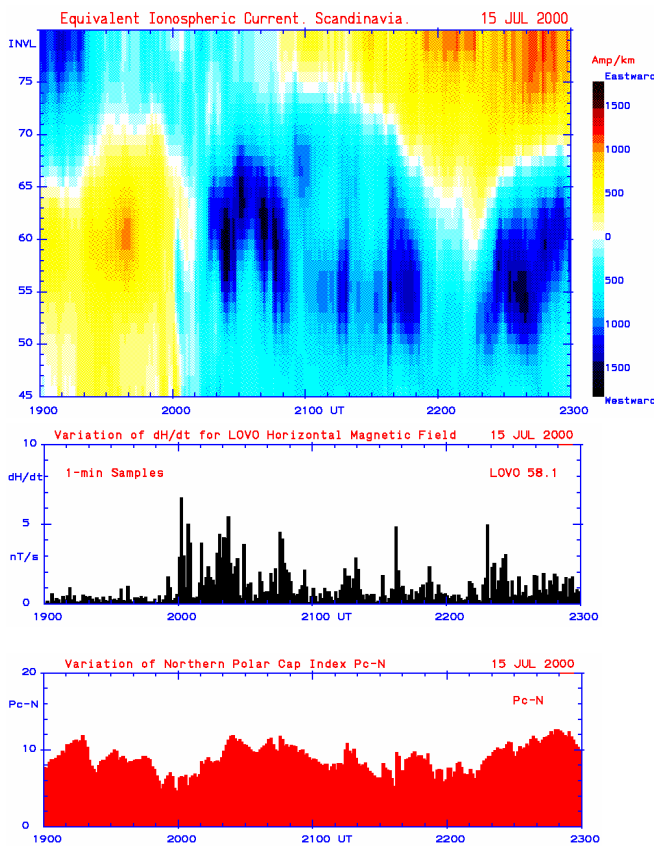 Equivalent Ionospheric Current. Scandinavia. 15 JUL 2000
INVL
75
70
65
60
55
50
45
1900 2000 2100 UT 2200 2300
Amp/km
Eastward
1500
1000
500
0
500
1000
1500
Westward
Variation of dH/dt for LOVO Horizontal Magnetic Field 15 JUL 2000
10
dH/dt
5
nT/s
0
1-min Samples LOVO 58.1
1900 2000 UT 2100 2200 2300
Variation of Northern Polar Cap Index Pc-N 15 JUL 2000
20
Pc-N
10
0
Pc-N
1900 2000 2100 UT 2200 2300